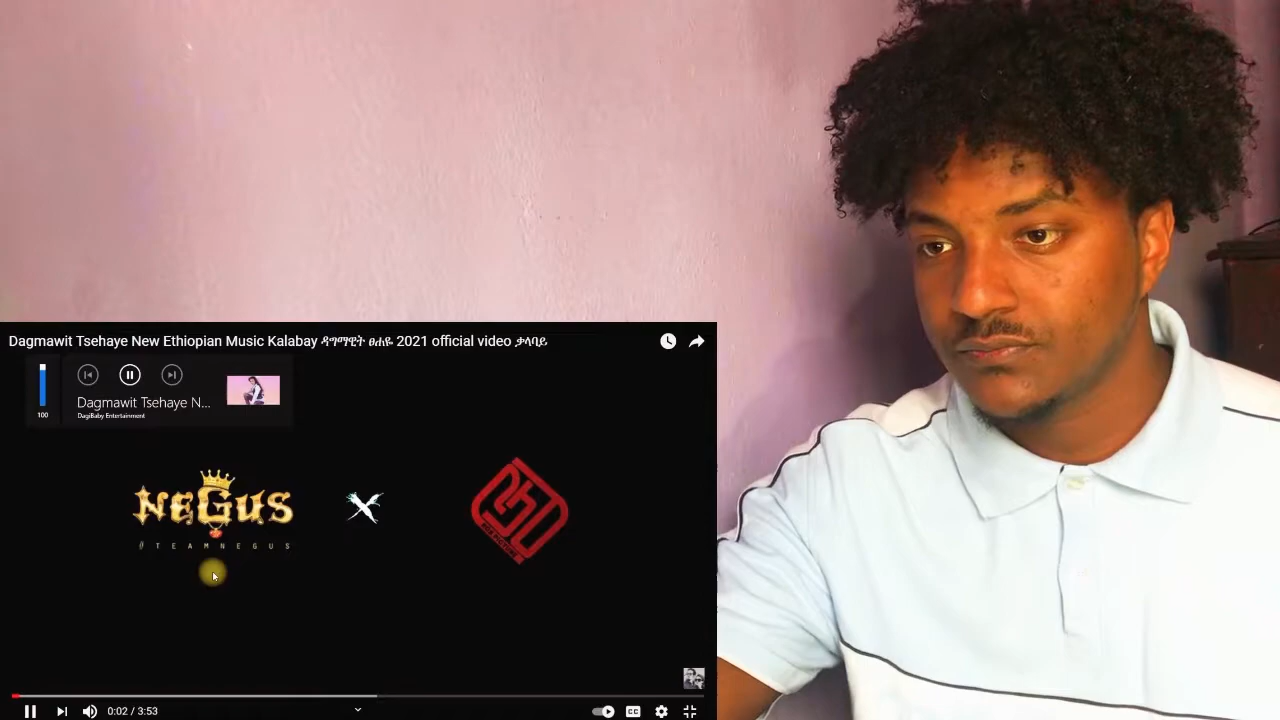 Dagmawit Tsehaye New Ethiopian Music Kalabay ዳግማዊት ፀሐዬ 2021 official video ቃላባይ
Dagmawit Tsehaye N...
100
DagiBaby Entertainment
NEGUS
X
# TEAMNEGUS
0:02 / 3:53
CC